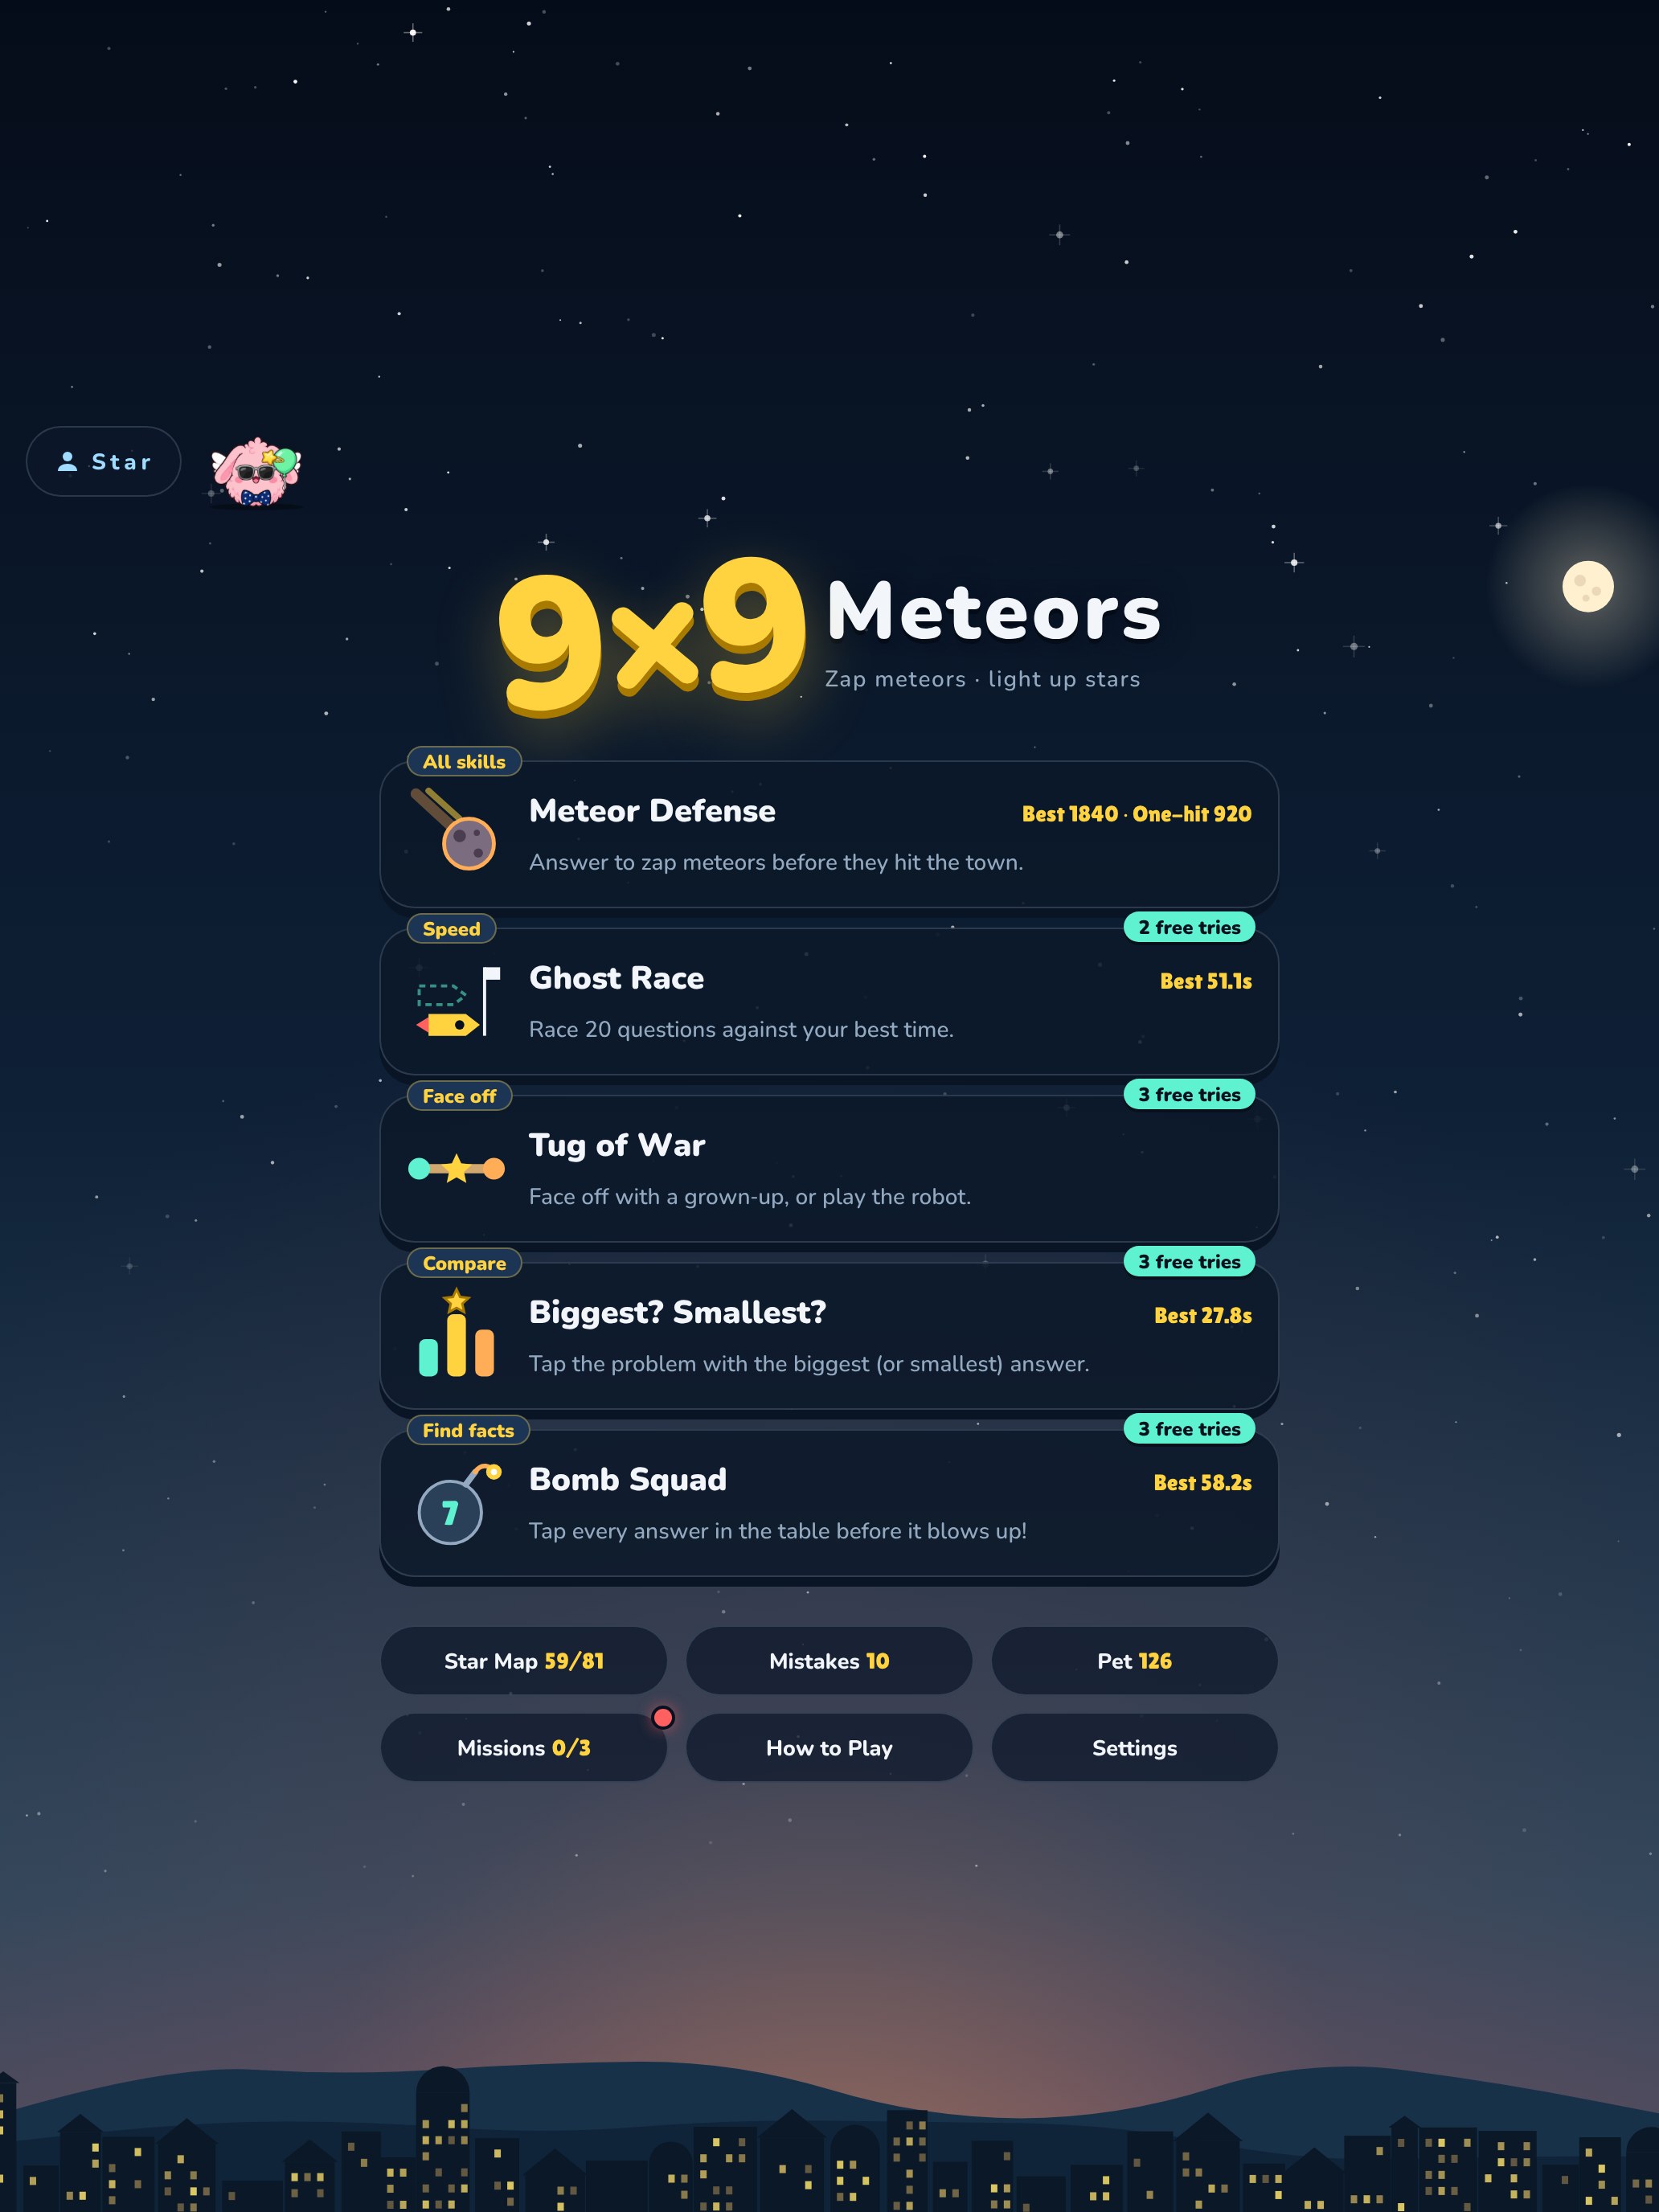 Star
9×9 Meteors
Zap meteors · light up stars
All skills
Meteor Defense
Best 1840 · One-hit 920
Answer to zap meteors before they hit the town.
Speed
2 free tries
Ghost Race
Best 51.1s
Race 20 questions against your best time.
Face off
3 free tries
Tug of War
Face off with a grown-up, or play the robot.
Compare
3 free tries
Biggest? Smallest?
Best 27.8s
Tap the problem with the biggest (or smallest) answer.
Find facts
3 free tries
7
Bomb Squad
Best 58.2s
Tap every answer in the table before it blows up!
Star Map 59/81
Mistakes 10
Pet 126
Missions 0/3
How to Play
Settings